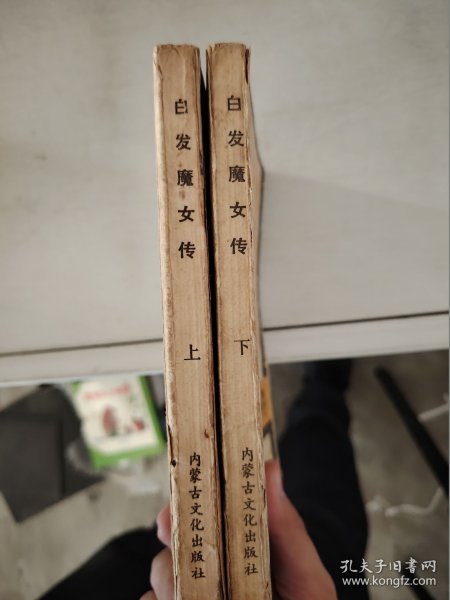 白发魔女传
上
内蒙古文化出版社
白发魔女传
下
内蒙古文化出版社
孔夫子旧书网
www.kongfz.com